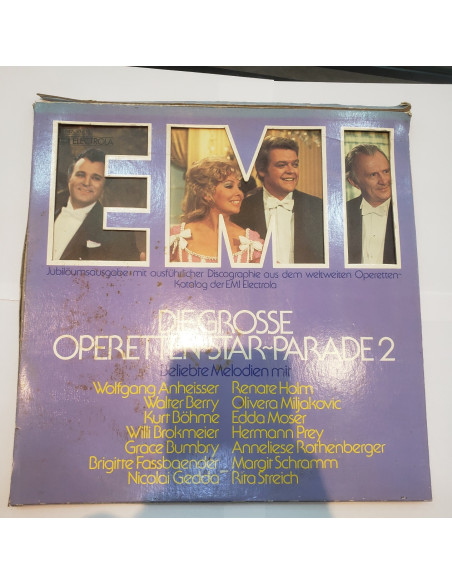 ELECTROLA
EMI
Jubiläumsausgabe mit ausführlicher Discographie aus dem weltweiten Operetten-
Katalog der EMI Electrola
DIE GROSSE
OPERETTEN-STAR-PARADE 2
Beliebte Melodien mit
Wolfgang Anheisser Renate Holm
Walter Berry Olivera Miljakovic
Kurt Böhme Edda Moser
Willi Brokmeier Hermann Prey
Grace Bumbry Anneliese Rothenberger
Brigitte Fassbaender Margit Schramm
Nicolai Gedda Rita Streich